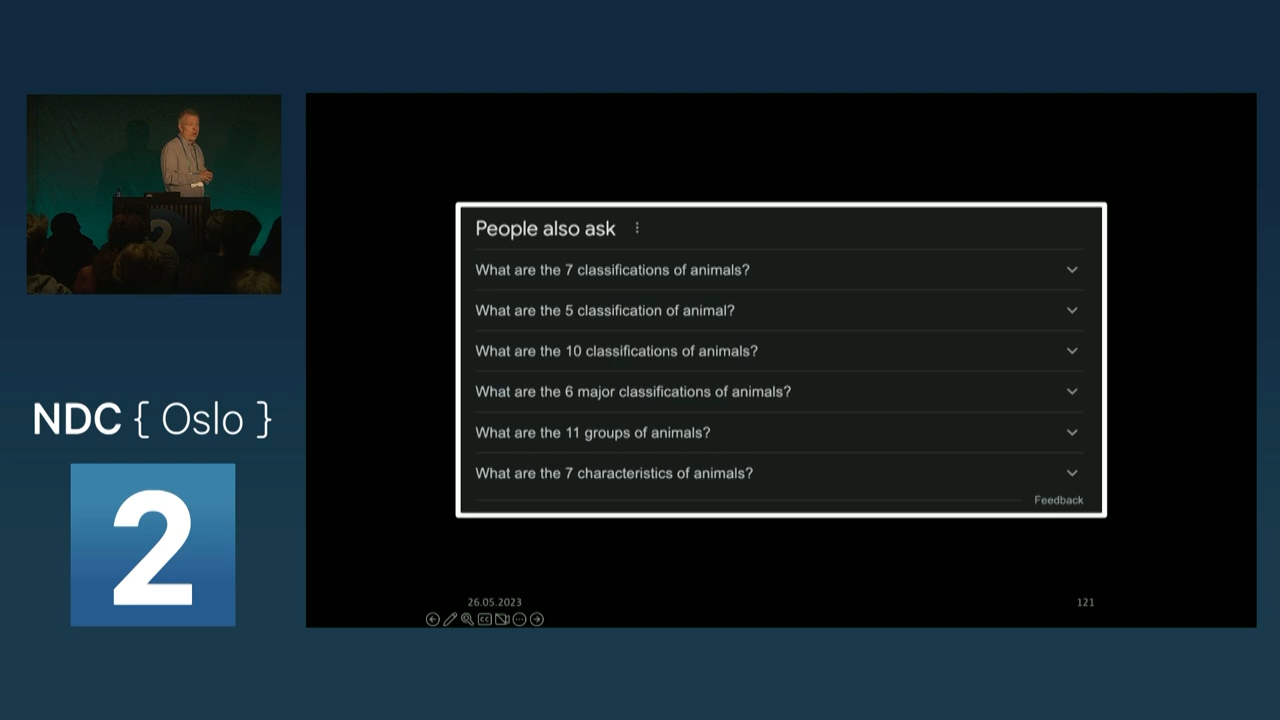 People also ask
What are the 7 classifications of animals?
What are the 5 classification of animal?
What are the 10 classifications of animals?
What are the 6 major classifications of animals?
What are the 11 groups of animals?
What are the 7 characteristics of animals?
Feedback
26.05.2023
121
CC
NDC { Oslo }
2
2